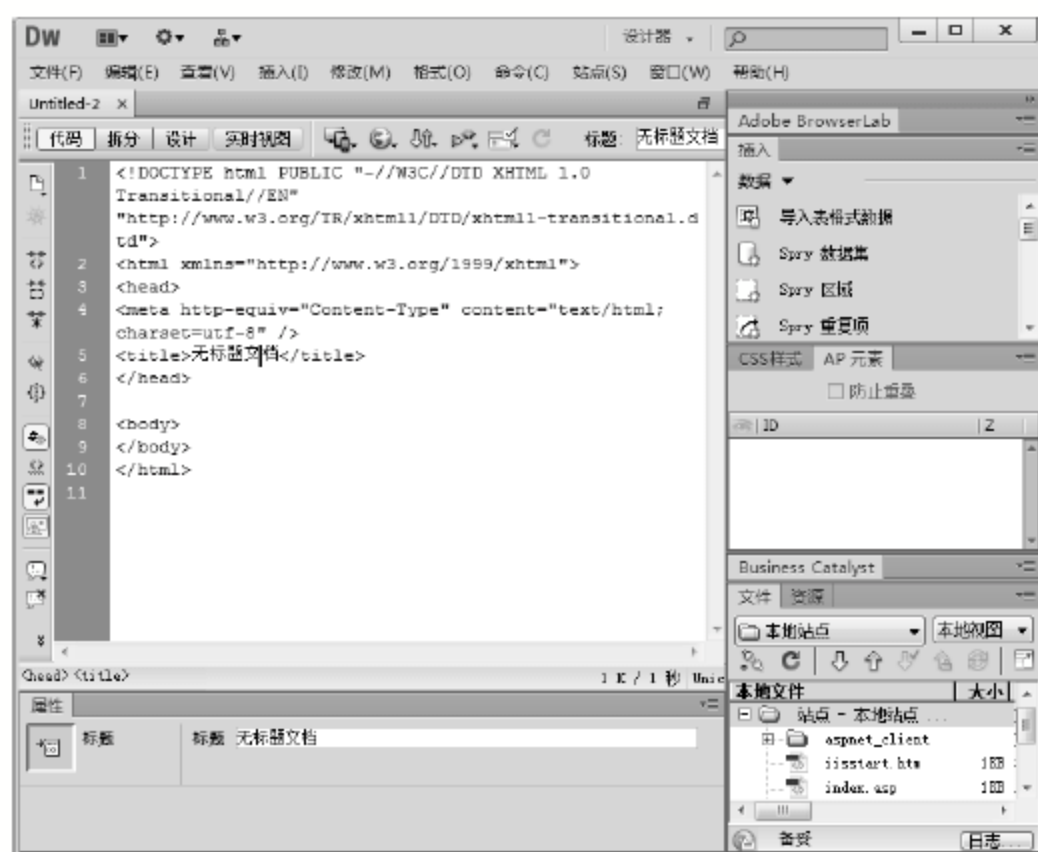 Dw 设计器
文件(F) 编辑(E) 查看(V) 插入(I) 修改(M) 格式(O) 命令(C) 站点(S) 窗口(W) 帮助(H)
Untitled-2 ×
代码 拆分 设计 实时视图 标题: 无标题文档
1 <!DOCTYPE html PUBLIC "-//W3C//DTD XHTML 1.0
Transitional//EN"
"http://www.w3.org/TR/xhtml1/DTD/xhtml1-transitional.d
td">
2 <html xmlns="http://www.w3.org/1999/xhtml">
3 <head>
4 <meta http-equiv="Content-Type" content="text/html;
charset=utf-8" />
5 <title>无标题文档</title>
6 </head>
7
8 <body>
9 </body>
10 </html>
11
<head> <title>
1 K / 1 秒 Unic
属性
标题 标题 无标题文档
Adobe BrowserLab
插入
数据
导入表格式数据
Spry 数据集
Spry 区域
Spry 重复项
CSS样式 AP 元素
防止重叠
ID Z
Business Catalyst
文件 资源
本地站点 本地视图
本地文件 大小
站点 - 本地站点 ...
aspnet_client
iisstart.htm 1KB
index.asp 1KB
备妥 日志...